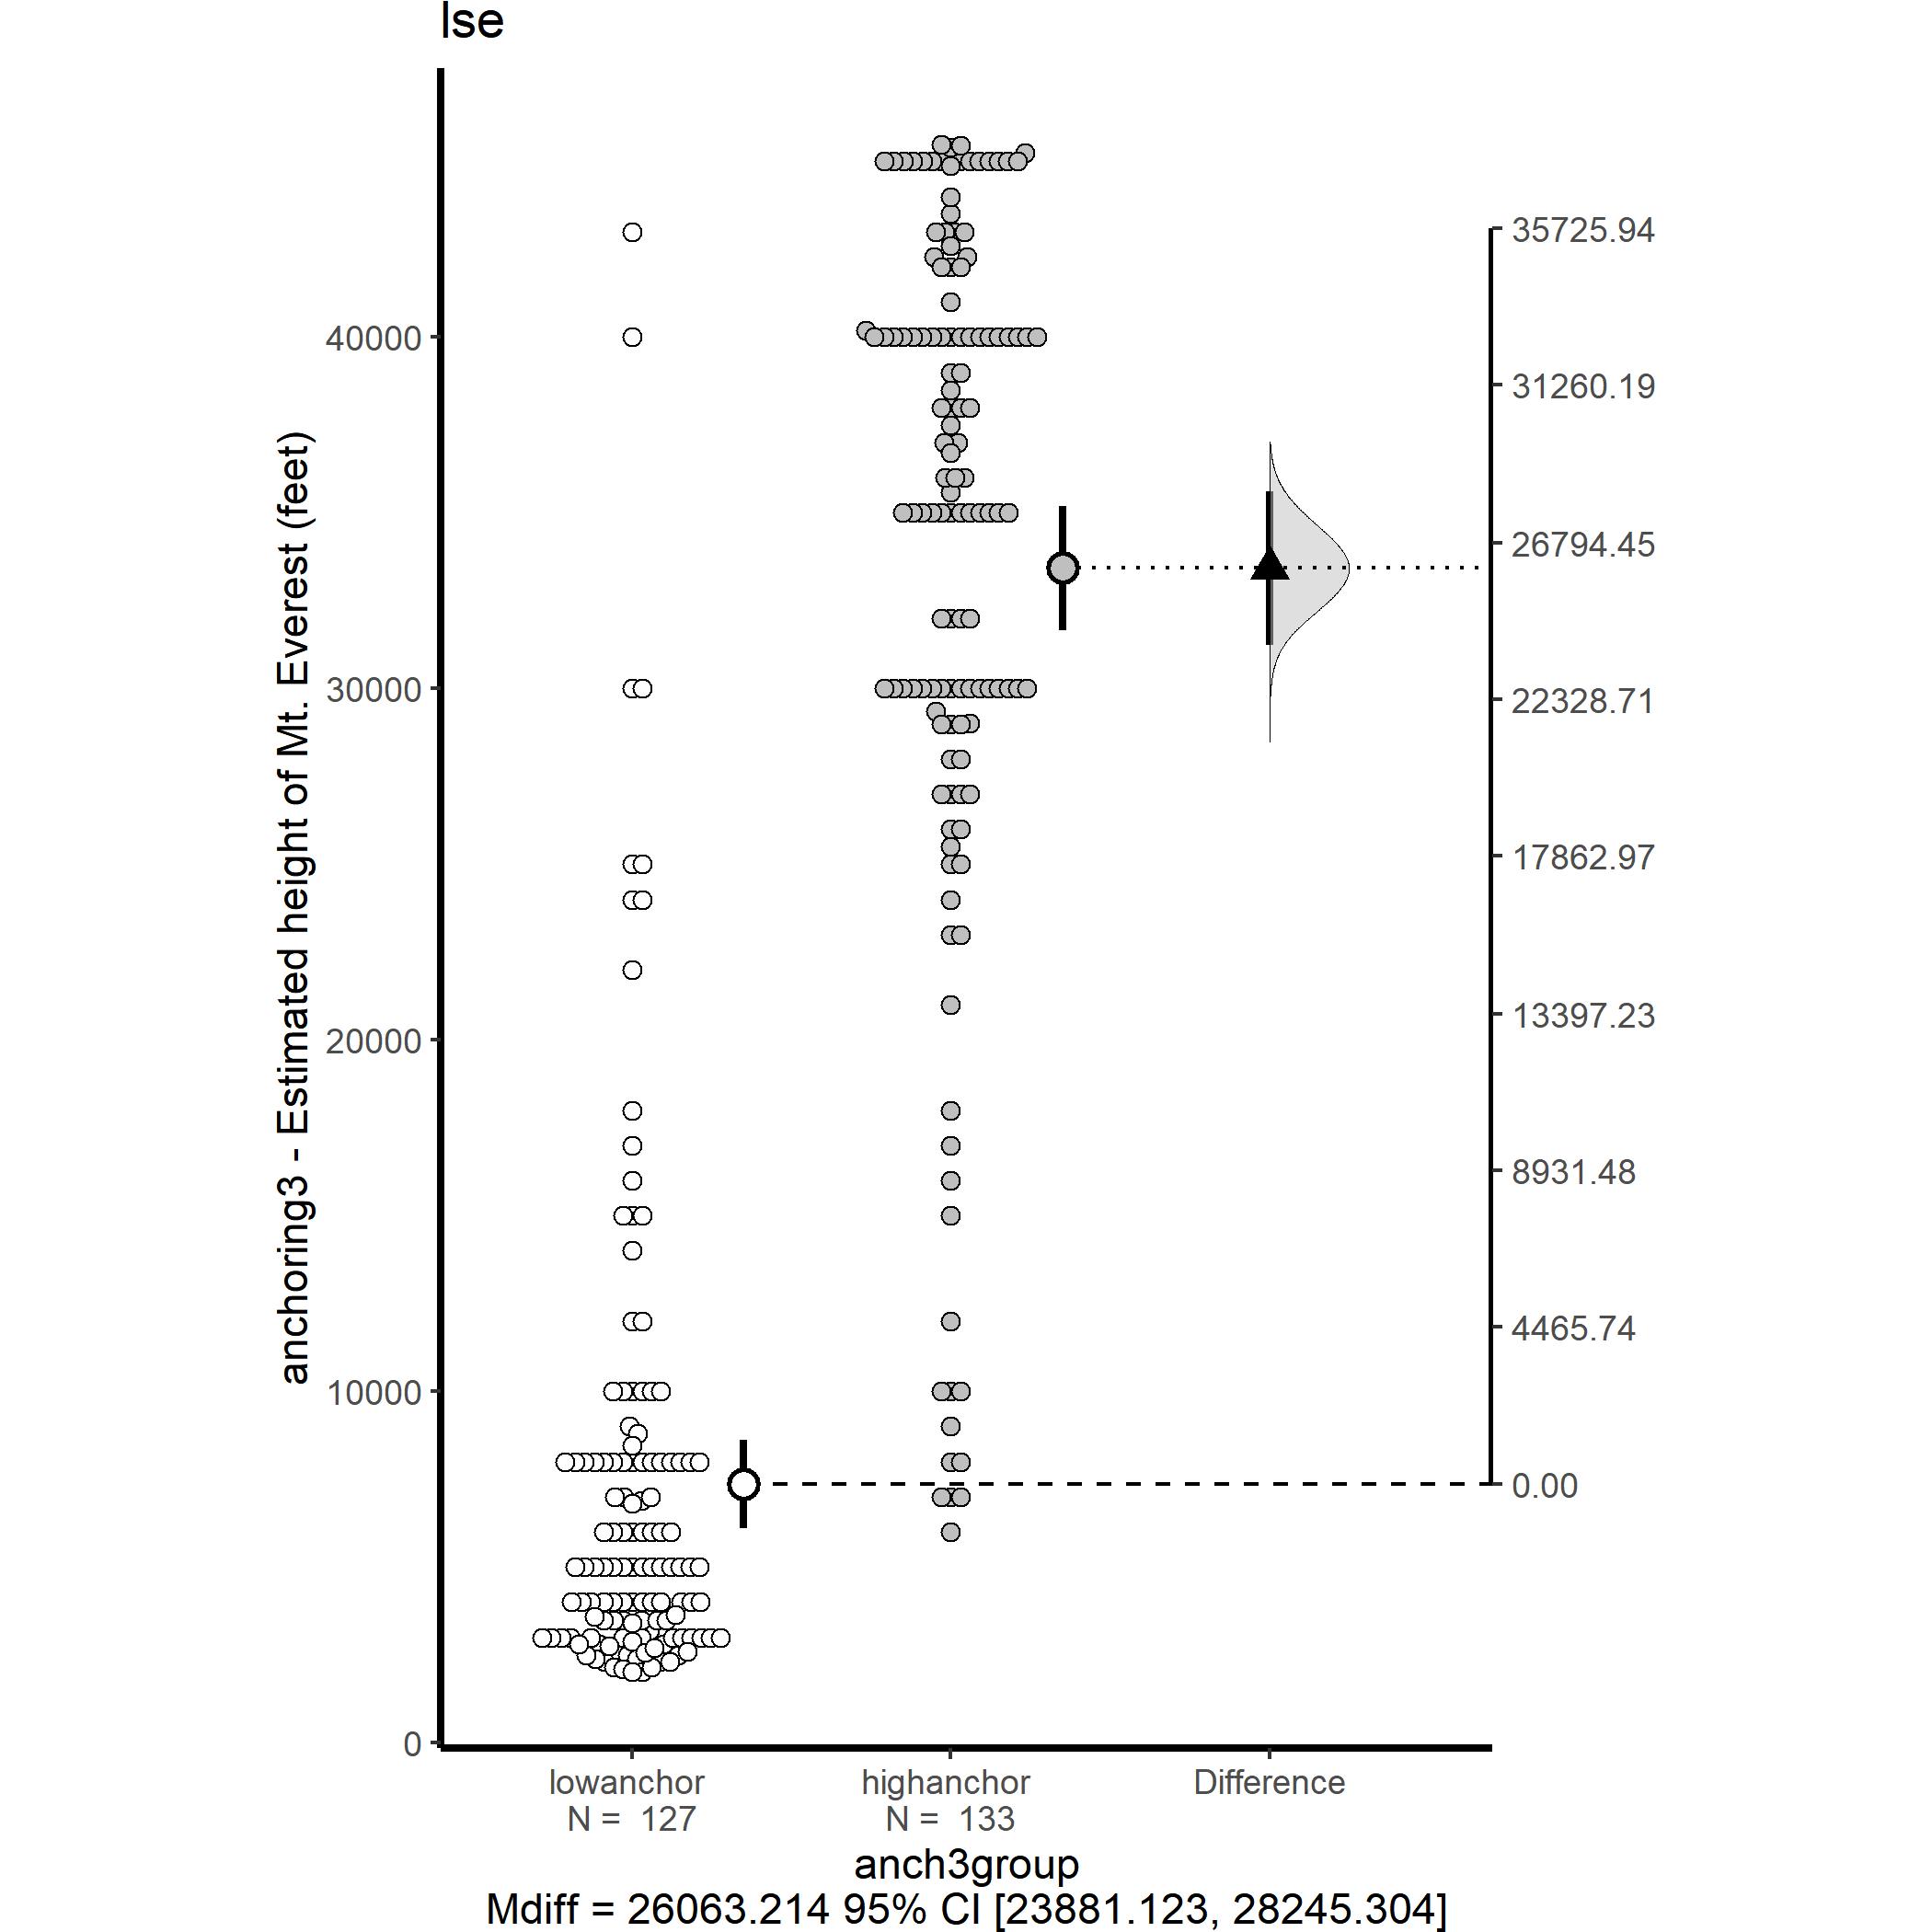 lse
anchoring3 - Estimated height of Mt. Everest (feet)
40000
30000
20000
10000
0
35725.94
31260.19
26794.45
22328.71
17862.97
13397.23
8931.48
4465.74
0.00
lowanchor
N =  127
highanchor
N =  133
Difference
anch3group
Mdiff = 26063.214 95% CI [23881.123, 28245.304]